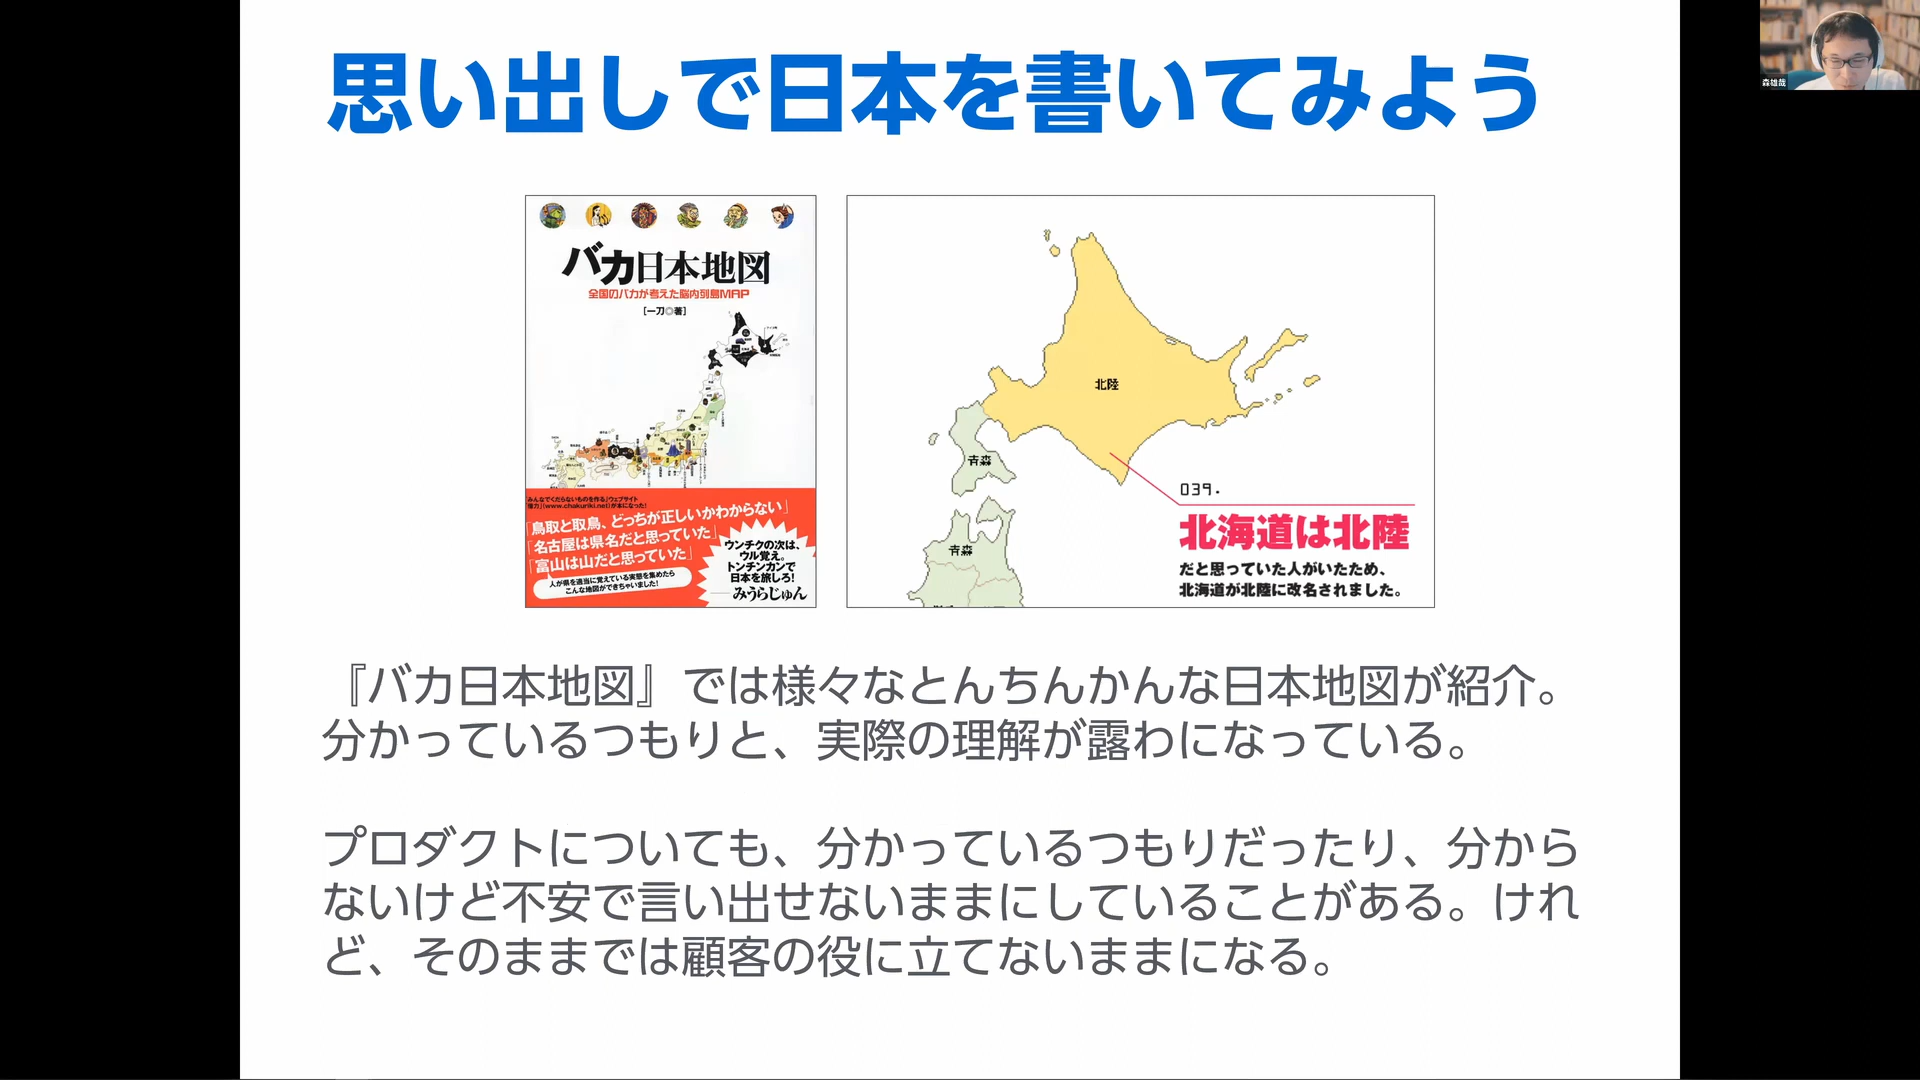 思い出しで日本を書いてみよう
森雄哉
バカ日本地図
全国のバカが考えた脳内列島MAP
[一刀◎著]
みんなでくだらないものを作る」ウェブサイト
(www.chakuriki.net)が本になった!
「鳥取と取鳥、どっちが正しいかわからない」
「名古屋は県名だと思っていた」
「富山は山だと思っていた」
人が県を適当に覚えている実態を集めたら
こんな地図ができちゃいました!
ウンチクの次は、
ウル覚え。
トンチンカンで
日本を旅しろ!
──みうらじゅん
北陸
青森
青森
039.
北海道は北陸
だと思っていた人がいたため、
北海道が北陸に改名されました。
『バカ日本地図』では様々なとんちんかんな日本地図が紹介。
分かっているつもりと、実際の理解が露わになっている。
プロダクトについても、分かっているつもりだったり、分から
ないけど不安で言い出せないままにしていることがある。けれ
ど、そのままでは顧客の役に立てないままになる。